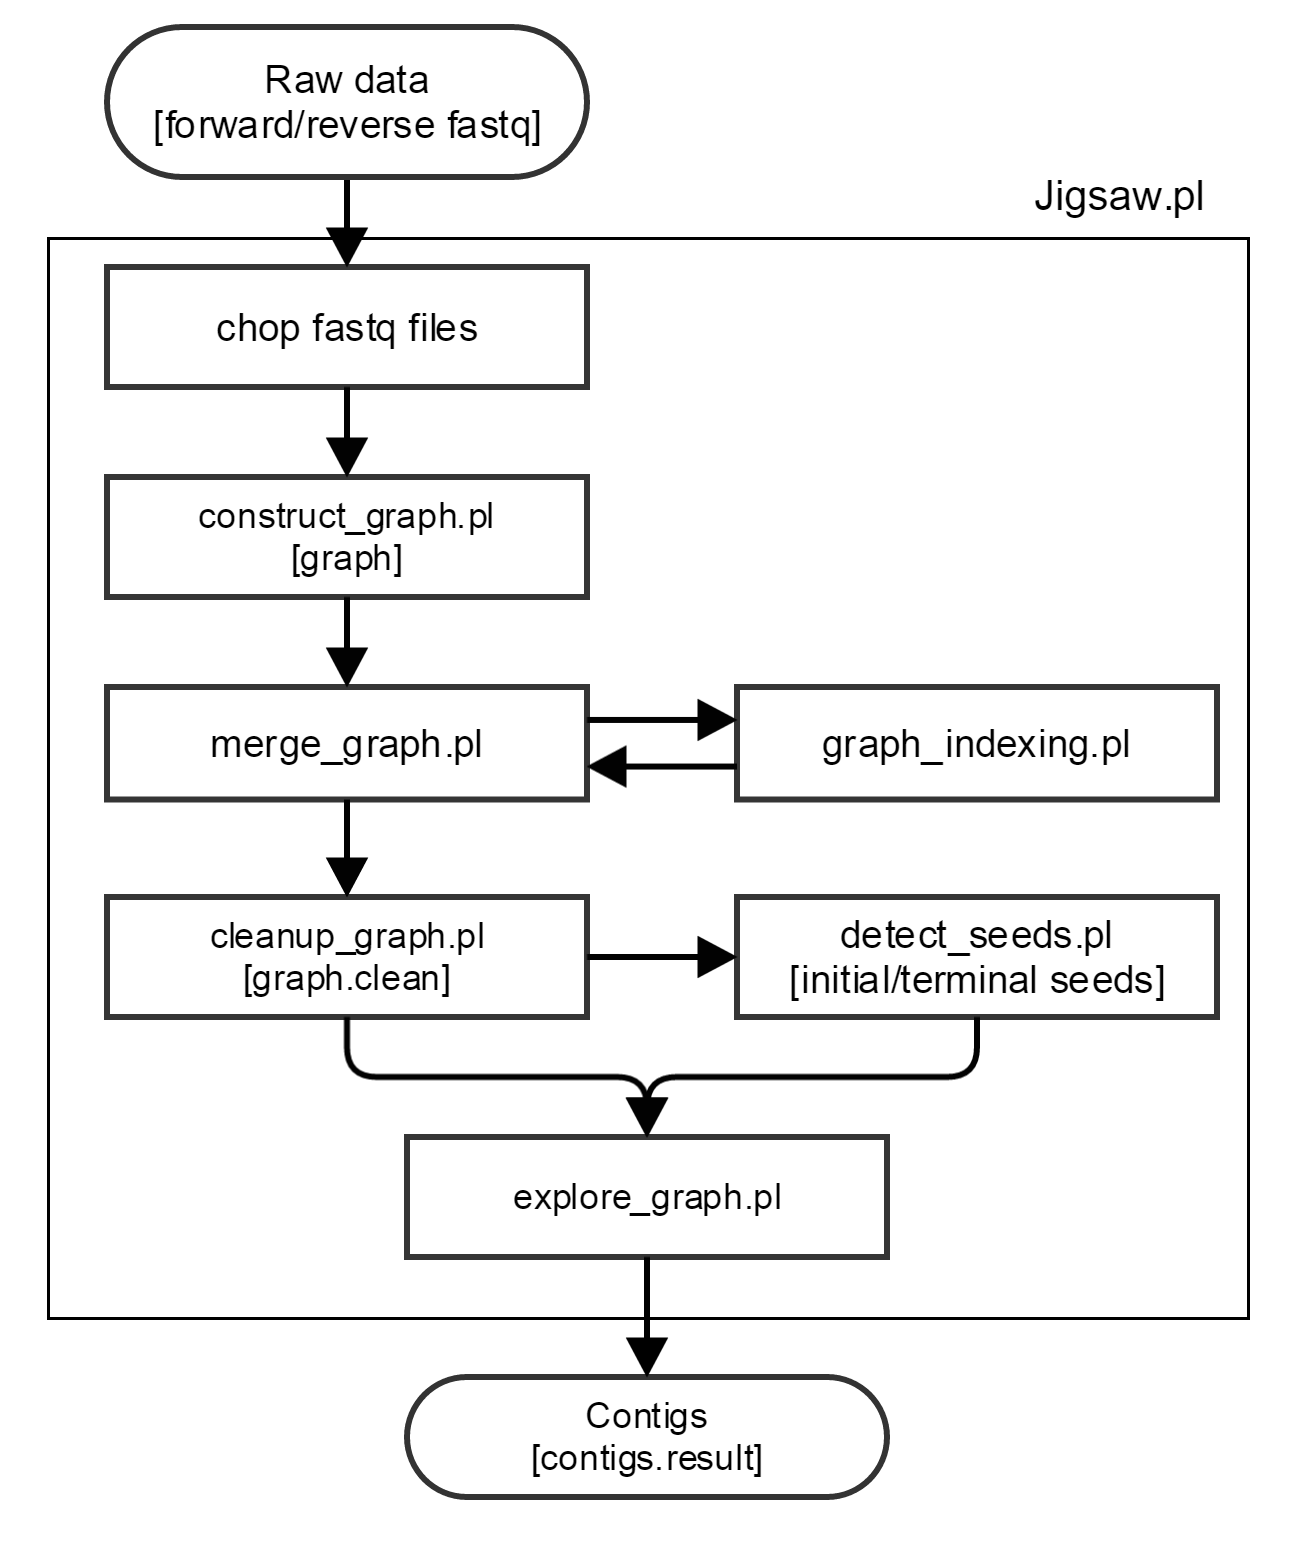 Raw data
[forward/reverse fastq]
Jigsaw.pl
chop fastq files
construct_graph.pl
[graph]
merge_graph.pl
graph_indexing.pl
cleanup_graph.pl
[graph.clean]
detect_seeds.pl
[initial/terminal seeds]
explore_graph.pl
Contigs
[contigs.result]